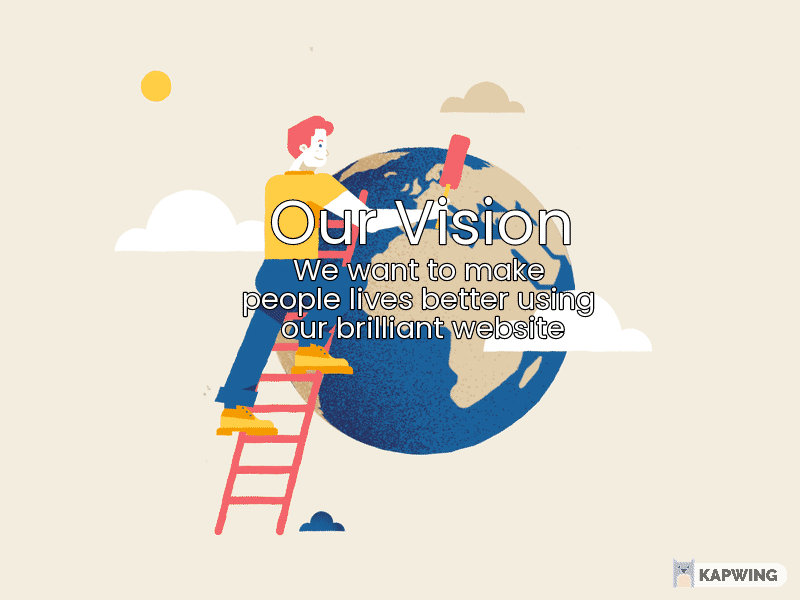 Our Vision
We want to make
people lives better using
our brilliant website
KAPWING